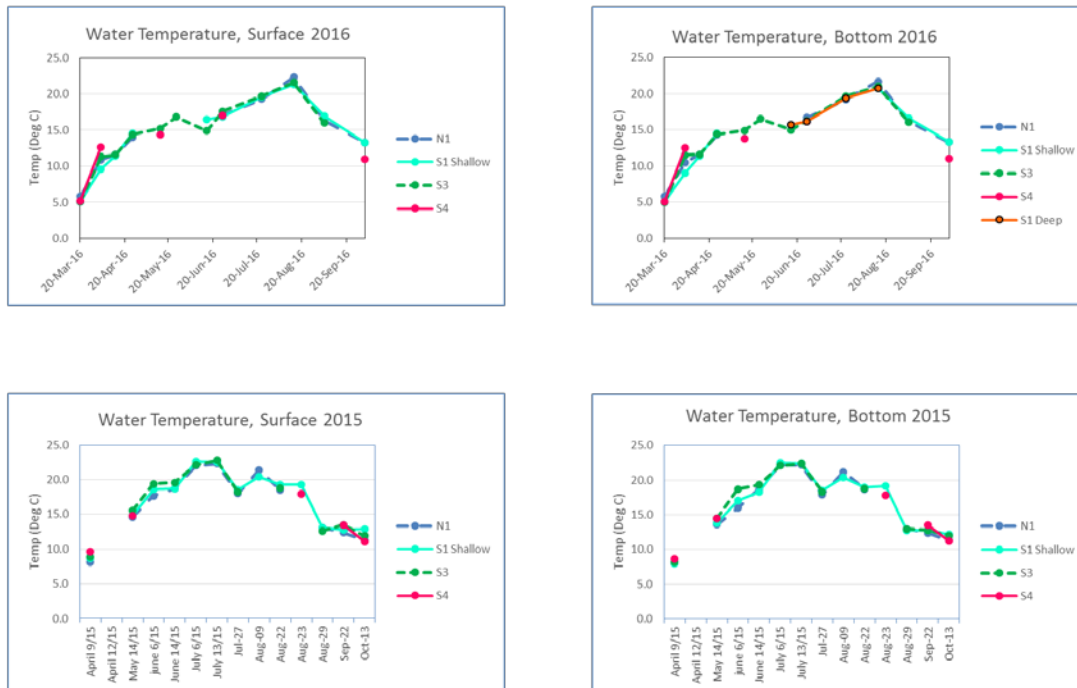 Water Temperature, Surface 2016
Temp (Deg C)
25.0
20.0
15.0
10.0
5.0
0.0
20-Mar-16
20-Apr-16
20-May-16
20-Jun-16
20-Jul-16
20-Aug-16
20-Sep-16
N1
S1 Shallow
S3
S4
Water Temperature, Bottom 2016
Temp (Deg C)
25.0
20.0
15.0
10.0
5.0
0.0
20-Mar-16
20-Apr-16
20-May-16
20-Jun-16
20-Jul-16
20-Aug-16
20-Sep-16
N1
S1 Shallow
S3
S4
S1 Deep
Water Temperature, Surface 2015
Temp (Deg C)
25.0
20.0
15.0
10.0
5.0
0.0
April 9/15
April 12/15
May 14/15
june 6/15
June 14/15
July 6/15
July 13/15
Jul-27
Aug-09
Aug-22
Aug-23
Aug-29
Sep-22
Oct-13
N1
S1 Shallow
S3
S4
Water Temperature, Bottom 2015
Temp (Deg C)
25.0
20.0
15.0
10.0
5.0
0.0
April 9/15
April 12/15
May 14/15
june 6/15
June 14/15
July 6/15
July 13/15
Jul-27
Aug-09
Aug-22
Aug-23
Aug-29
Sep-22
Oct-13
N1
S1 Shallow
S3
S4